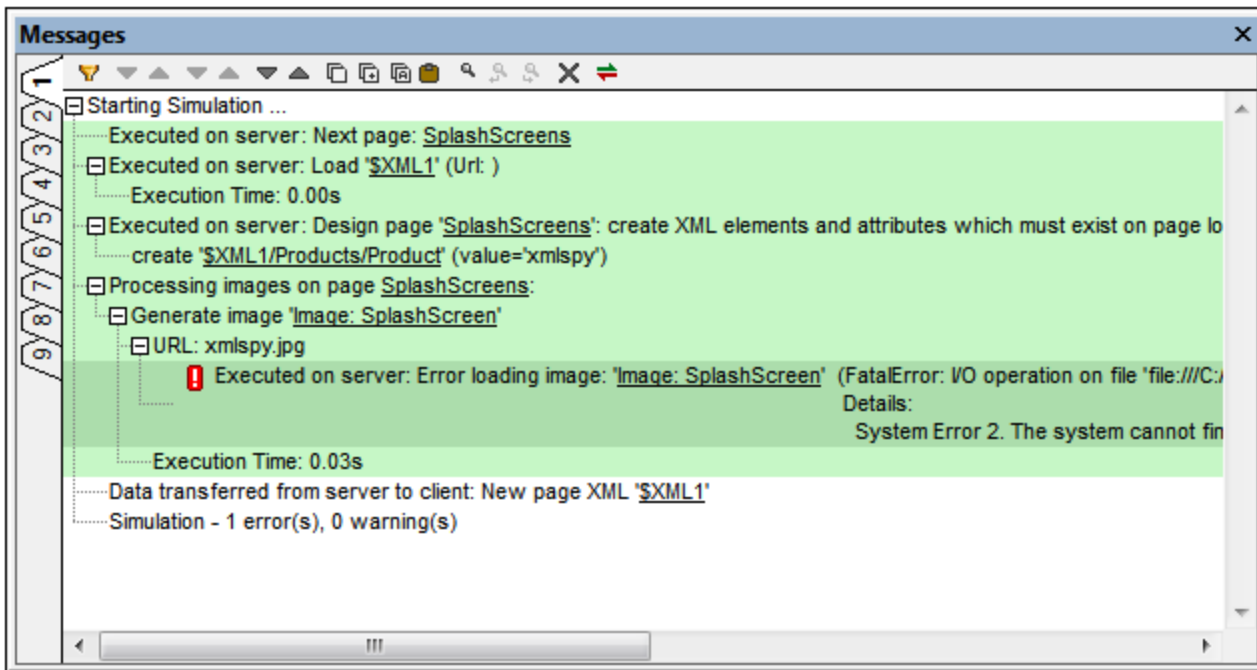 Messages
1
2
3
4
5
6
7
8
9
Starting Simulation ...
Executed on server: Next page: SplashScreens
Executed on server: Load '$XML1' (Url: )
Execution Time: 0.00s
Executed on server: Design page 'SplashScreens': create XML elements and attributes which must exist on page lo
create '$XML1/Products/Product' (value='xmlspy')
Processing images on page SplashScreens:
Generate image 'Image: SplashScreen'
URL: xmlspy.jpg
Executed on server: Error loading image: 'Image: SplashScreen' (FatalError: I/O operation on file 'file:///C:/
Details:
System Error 2. The system cannot fin
Execution Time: 0.03s
Data transferred from server to client: New page XML '$XML1'
Simulation - 1 error(s), 0 warning(s)